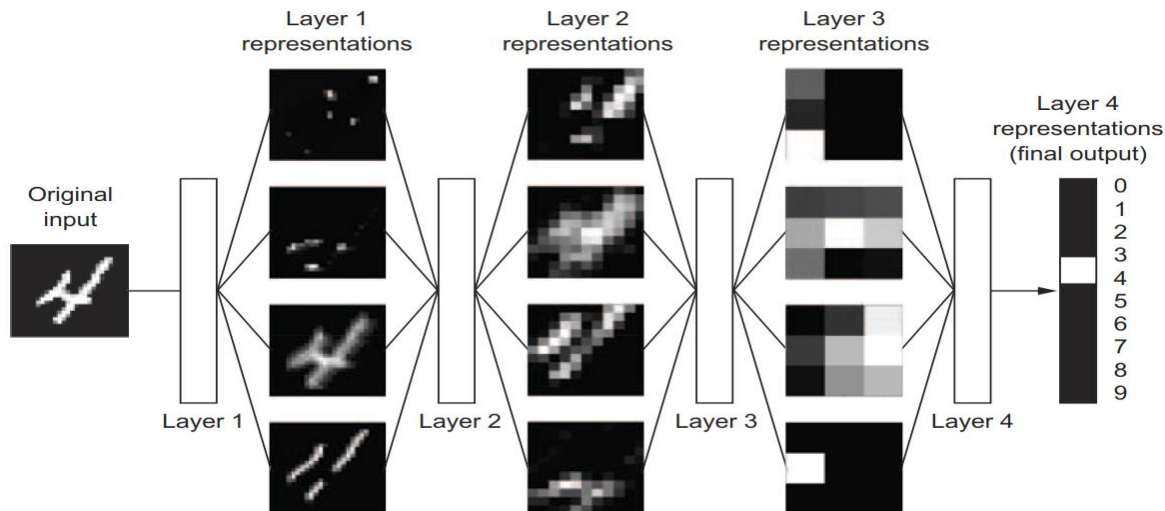 Layer 1
representations
Layer 2
representations
Layer 3
representations
Layer 4
representations
(final output)
Original
input
0
1
2
3
4
5
6
7
8
9
Layer 1
Layer 2
Layer 3
Layer 4